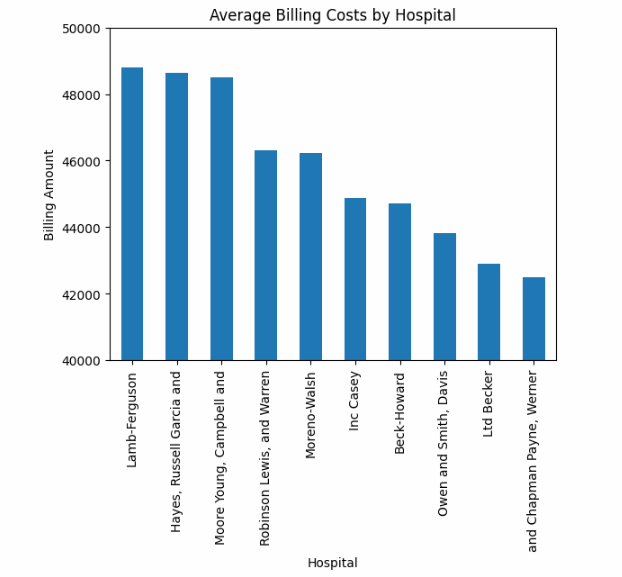 Average Billing Costs by Hospital
50000
48000
46000
44000
42000
40000
Billing Amount
Lamb-Ferguson
Hayes, Russell Garcia and
Moore Young, Campbell and
Robinson Lewis, and Warren
Moreno-Walsh
Inc Casey
Beck-Howard
Owen and Smith, Davis
Ltd Becker
and Chapman Payne, Werner
Hospital